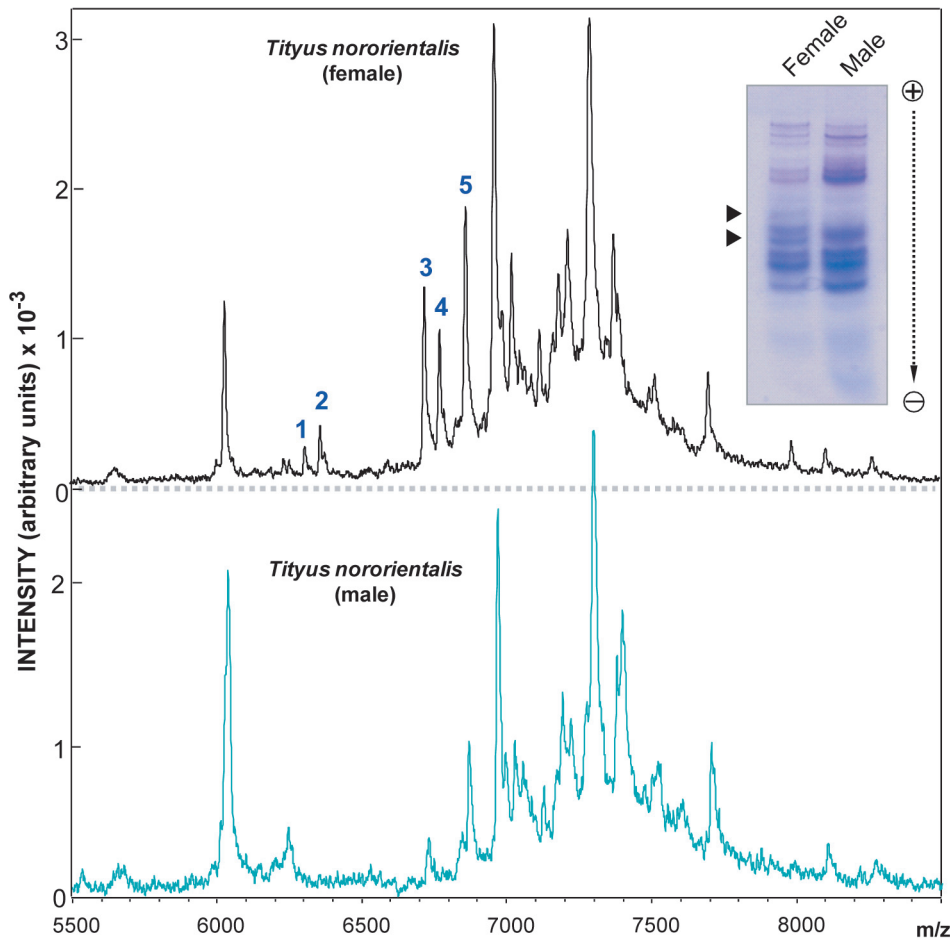 INTENSITY (arbitrary units) x 10⁻³
3
2
1
0
2
1
0
Tityus nororientalis
(female)
1
2
3
4
5
Female
Male
+
−
Tityus nororientalis
(male)
5500
6000
6500
7000
7500
8000
m/z